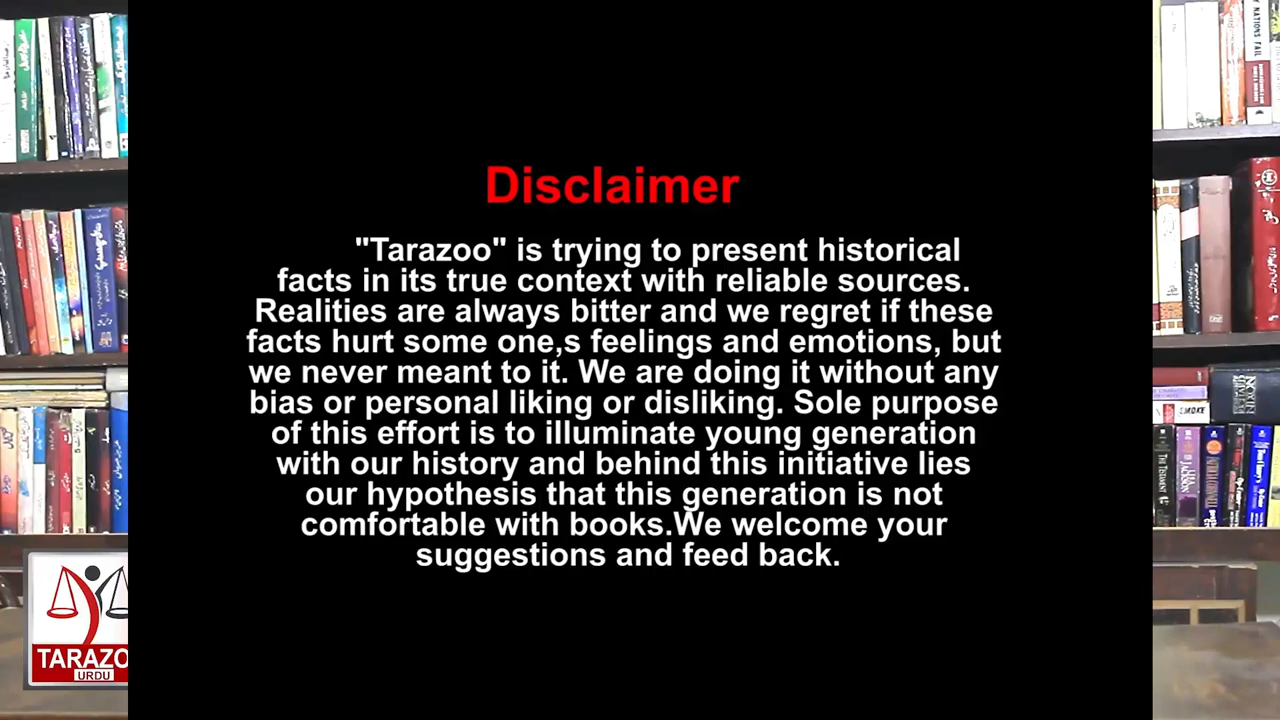 Disclaimer
"Tarazoo" is trying to present historical
facts in its true context with reliable sources.
Realities are always bitter and we regret if these
facts hurt some one,s feelings and emotions, but
we never meant to it. We are doing it without any
bias or personal liking or disliking. Sole purpose
of this effort is to illuminate young generation
with our history and behind this initiative lies
our hypothesis that this generation is not
comfortable with books.We welcome your
suggestions and feed back.
TARAZO
URDU
NATIONS FAIL
SMOKE